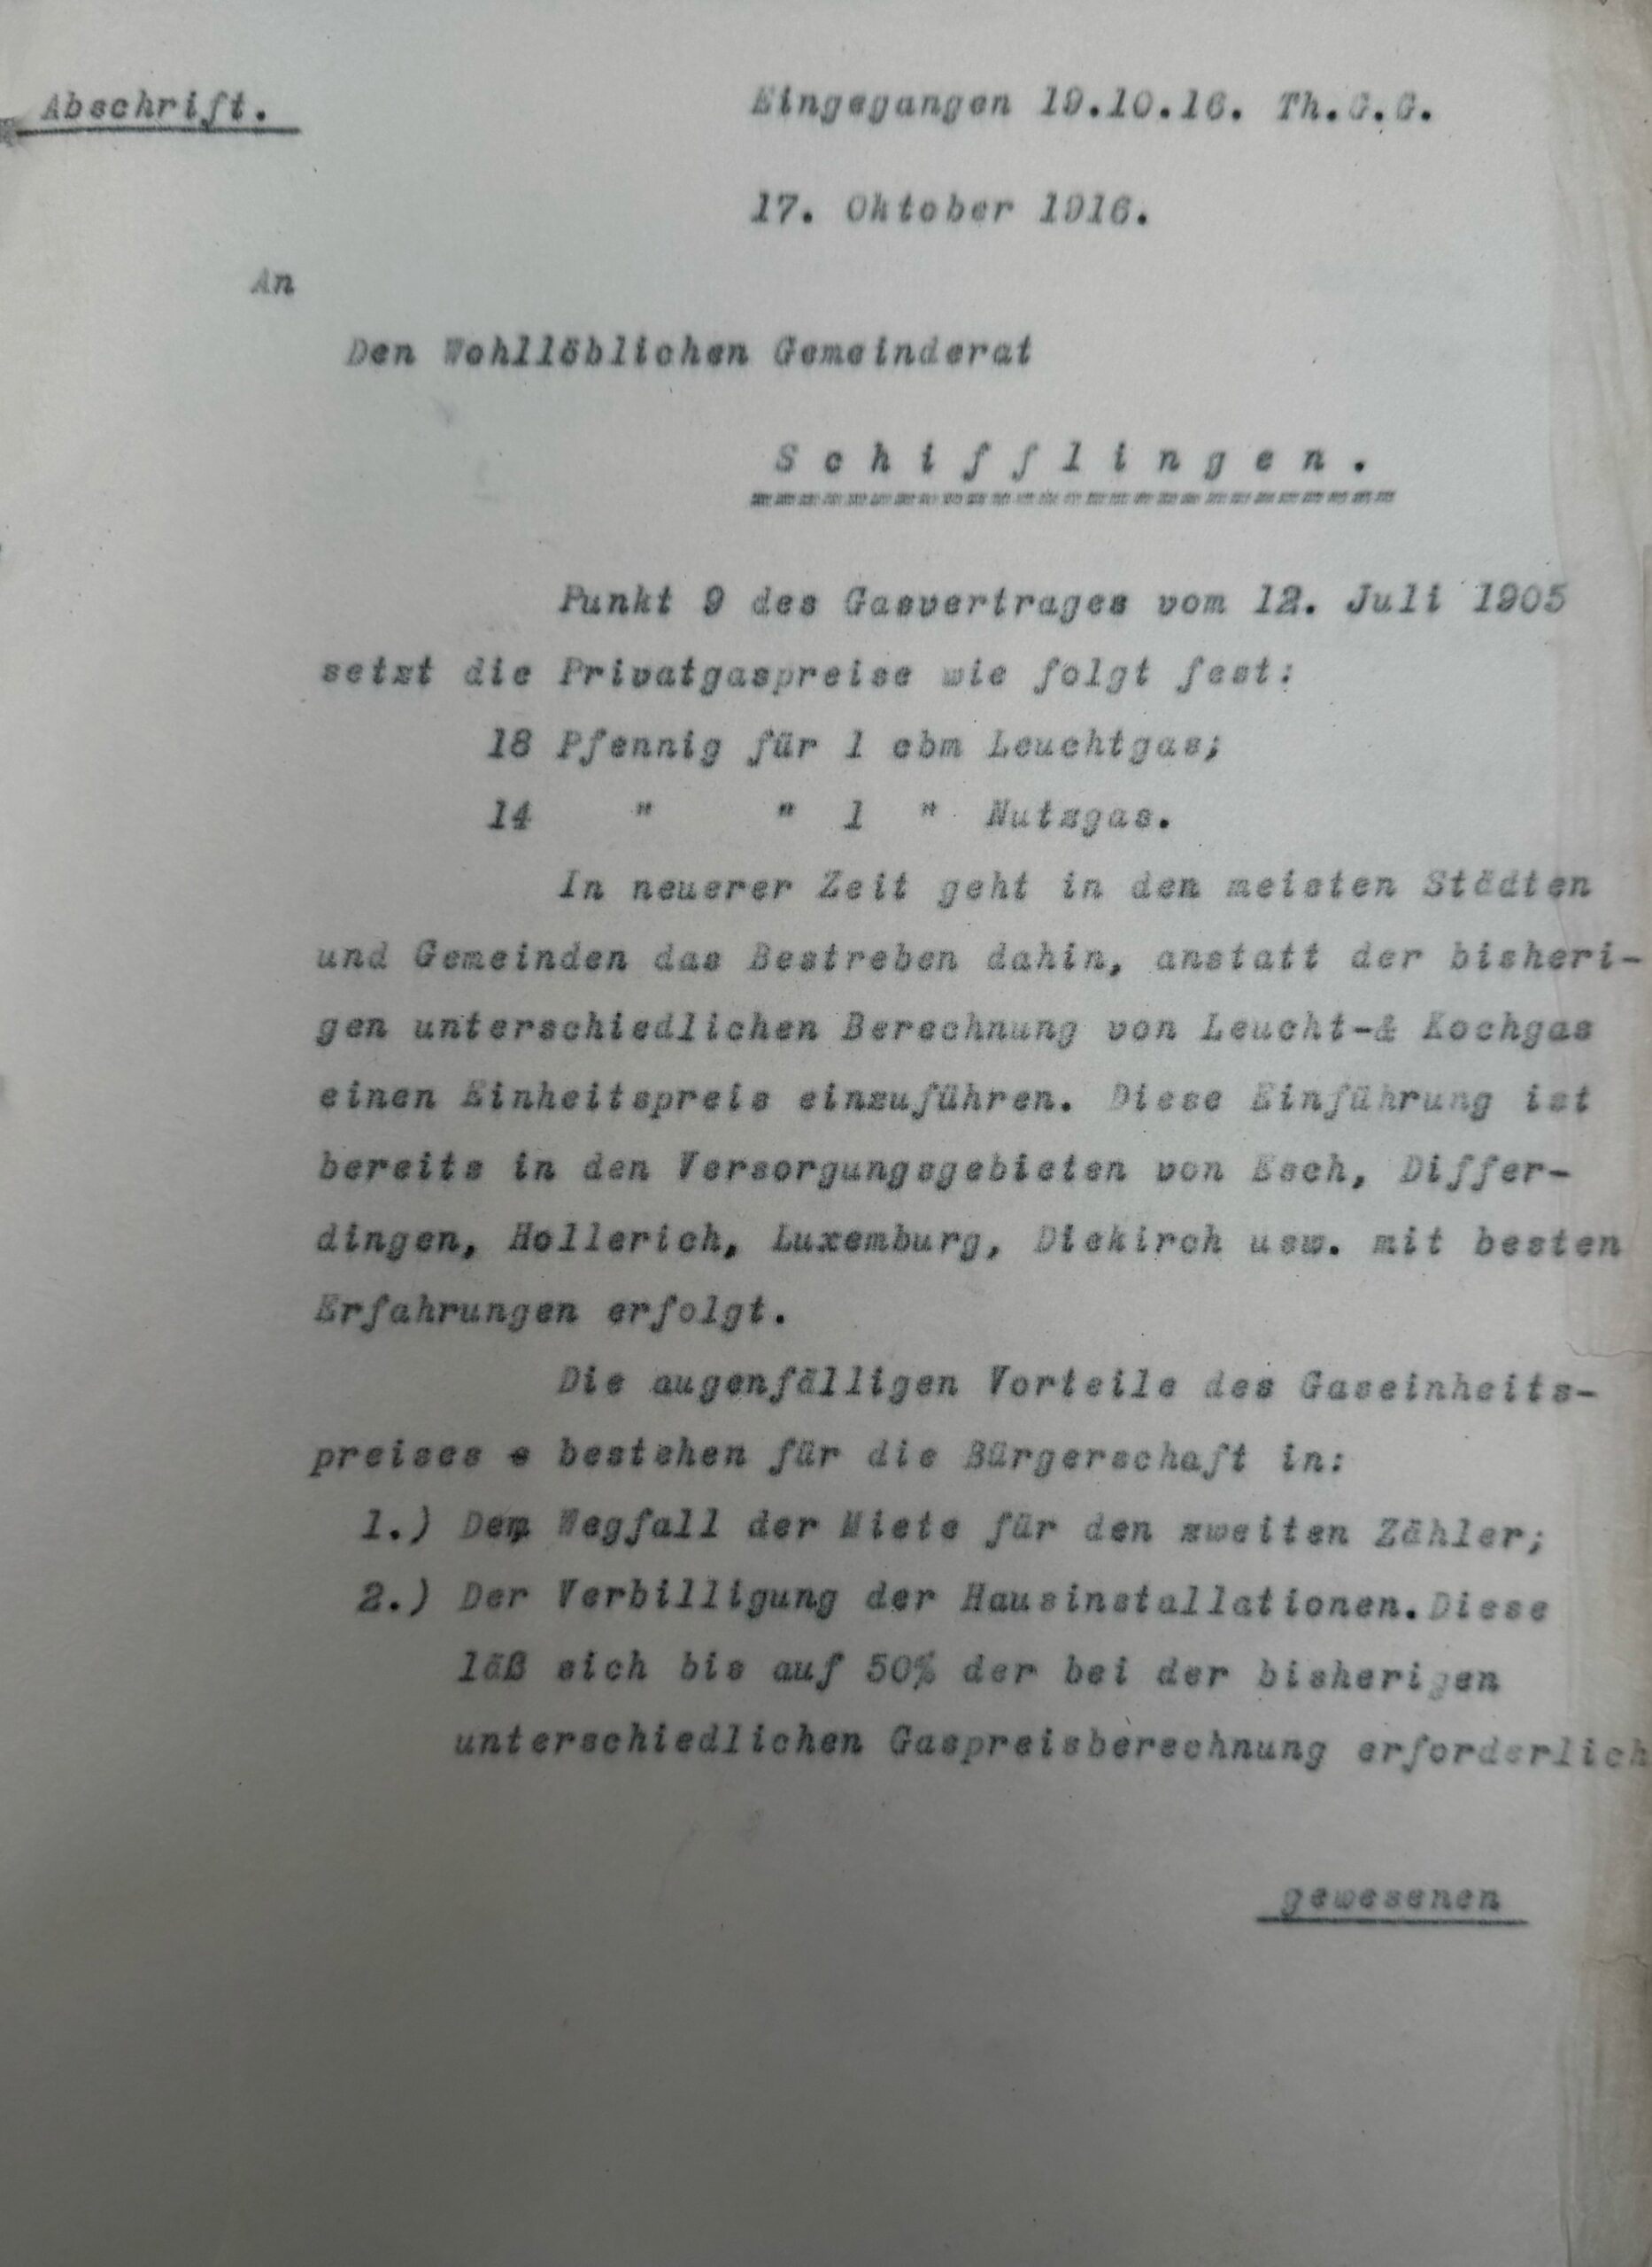 Abschrift.
Eingegangen 19.10.16. Th.G.G.
17. Oktober 1916.
An
Den Wohllöblichen Gemeinderat
S c h i f f l i n g e n .
Punkt 9 des Gasvertrages vom 12. Juli 1905
setzt die Privatgaspreise wie folgt fest:
18 Pfennig für 1 cbm Leuchtgas;
14 " " 1 " Nutzgas.
In neuerer Zeit geht in den meisten Städten
und Gemeinden das Bestreben dahin, anstatt der bisheri-
gen unterschiedlichen Berechnung von Leucht-& Kochgas
einen Einheitspreis einzuführen. Diese Einführung ist
bereits in den Versorgungsgebieten von Esch, Differ-
dingen, Hollerich, Luxemburg, Diekirch usw. mit besten
Erfahrungen erfolgt.
Die augenfälligen Vorteile des Gaseinheits-
preises e bestehen für die Bürgerschaft in:
1.) Dem Wegfall der Miete für den zweiten Zähler;
2.) Der Verbilligung der Hausinstallationen.Diese
läß sich bis auf 50% der bei der bisherigen
unterschiedlichen Gaspreisberechnung erforderlich
gewesenen